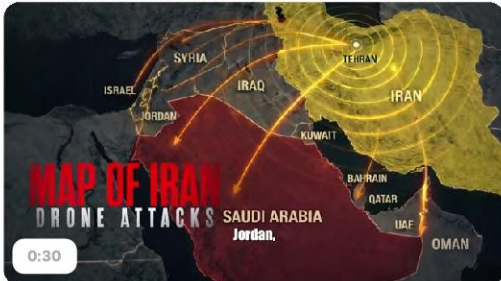 SYRIA
TEHRAN
ISRAEL
IRAQ
IRAN
JORDAN
KUWAIT
MAP OF IRAN
DRONE ATTACKS
BAHRAIN
QATAR
SAUDI ARABIA
UAE
Jordan,
OMAN
0:30